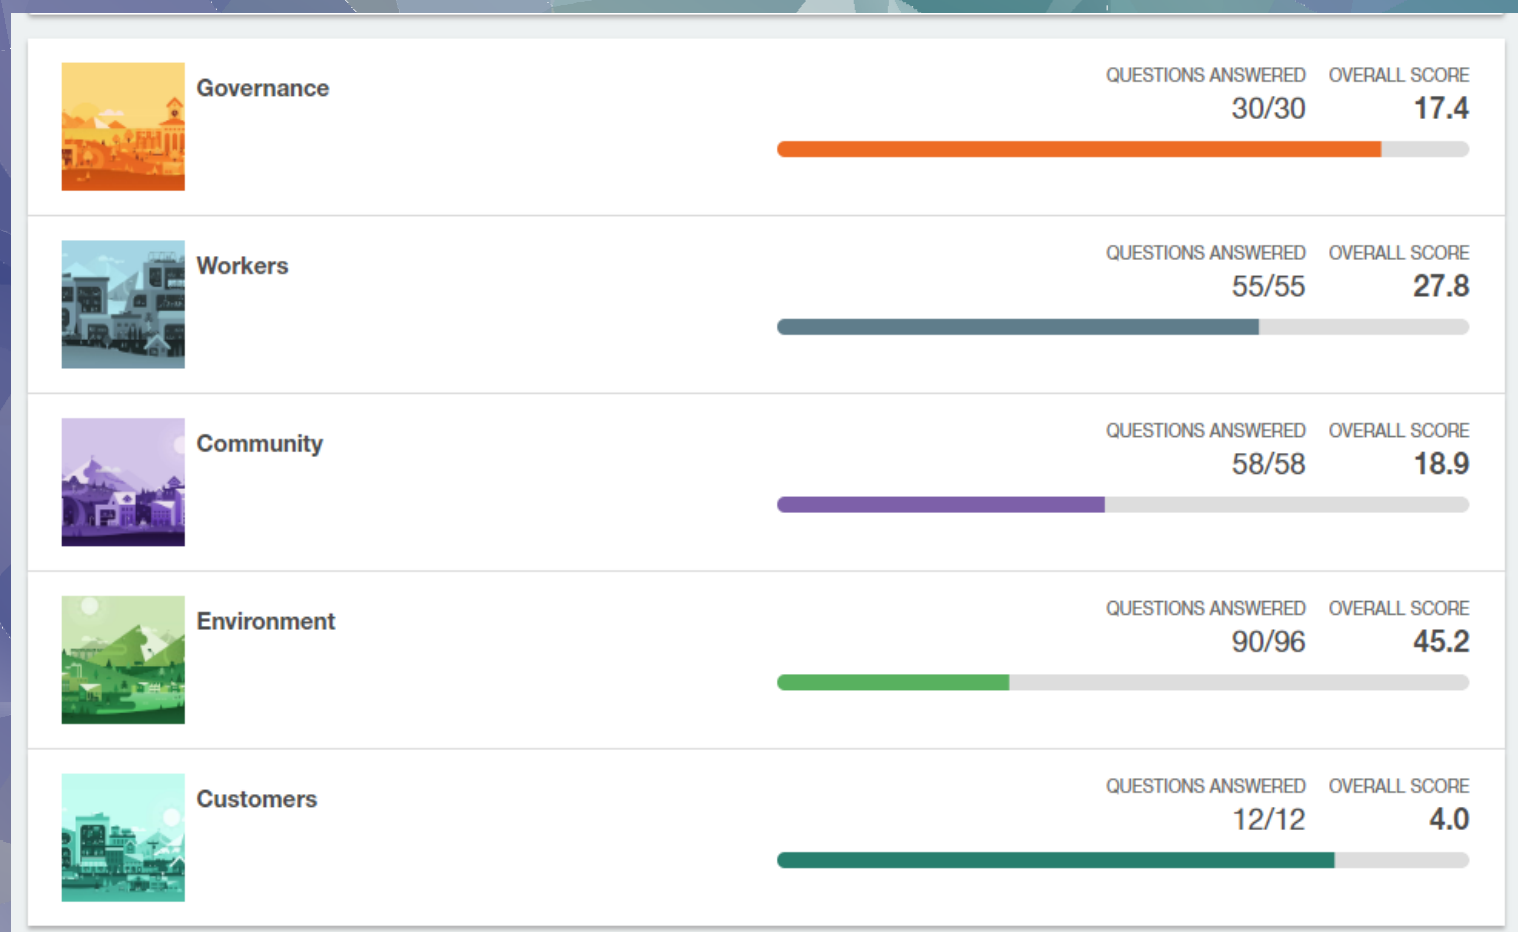 Governance
QUESTIONS ANSWERED OVERALL SCORE
30/30 17.4
Workers
QUESTIONS ANSWERED OVERALL SCORE
55/55 27.8
Community
QUESTIONS ANSWERED OVERALL SCORE
58/58 18.9
Environment
QUESTIONS ANSWERED OVERALL SCORE
90/96 45.2
Customers
QUESTIONS ANSWERED OVERALL SCORE
12/12 4.0